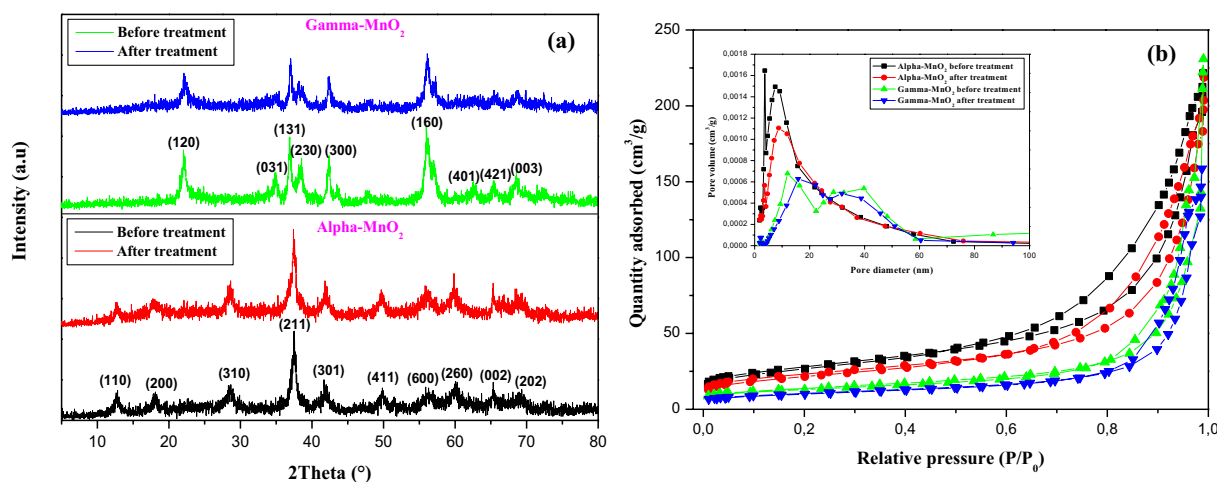 Before treatment
After treatment
Gamma-MnO2
(a)
(120)
(031)
(131)
(230)
(300)
(160)
(401)
(421)
(003)
Before treatment
After treatment
Alpha-MnO2
(110)
(200)
(310)
(211)
(301)
(411)
(600)
(260)
(002)
(202)
Intensity (a.u)
10 20 30 40 50 60 70 80
2Theta (°)
(b)
Quantity adsorbed (cm3/g)
250
225
200
175
150
125
100
75
50
25
0
0,0 0,2 0,4 0,6 0,8 1,0
Relative pressure (P/P0)
Pore volume (cm3/g)
0,0018
0,0016
0,0014
0,0012
0,0010
0,0008
0,0006
0,0004
0,0002
0,0000
0 20 40 60 80 100
Pore diameter (nm)
Alpha-MnO2 before treatment
Alpha-MnO2 after treatment
Gamma-MnO2 before treatment
Gamma-MnO2 after treatment